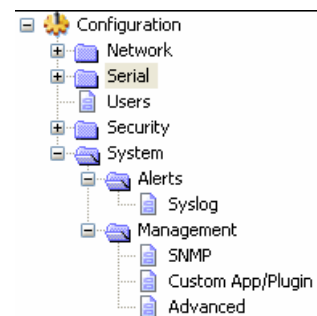 Configuration
Network
Serial
Users
Security
System
Alerts
Syslog
Management
SNMP
Custom App/Plugin
Advanced